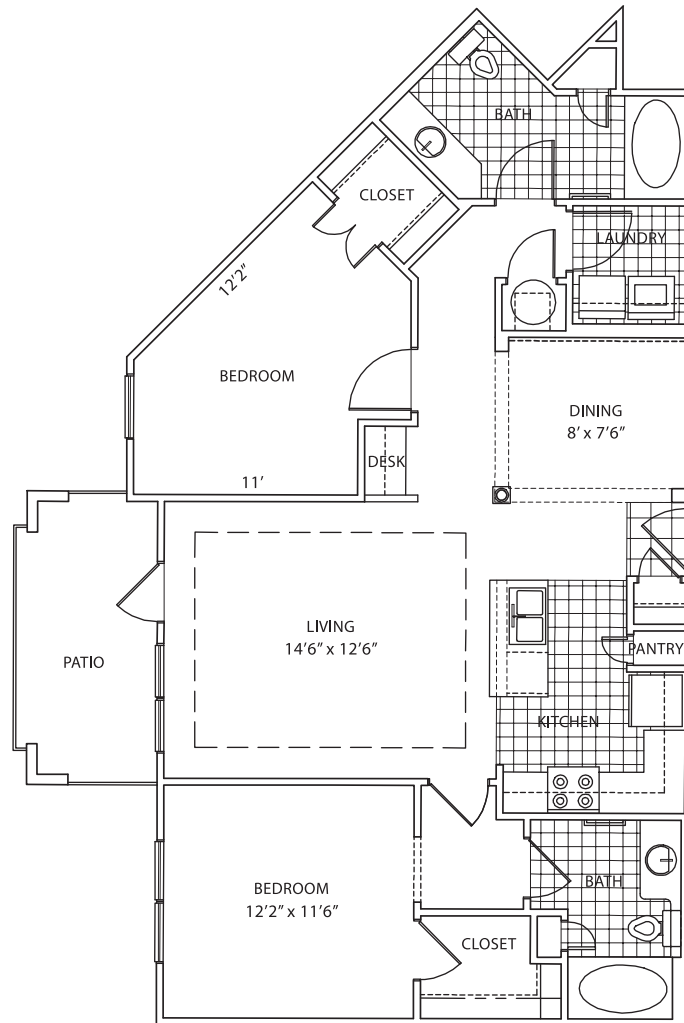 BATH
CLOSET
LAUNDRY
12'2”
BEDROOM
DINING
8’ x 7’6”
DESK
11'
LIVING
14’6” x 12’6”
PANTRY
PATIO
KITCHEN
BATH
BEDROOM
12’2” x 11’6”
CLOSET